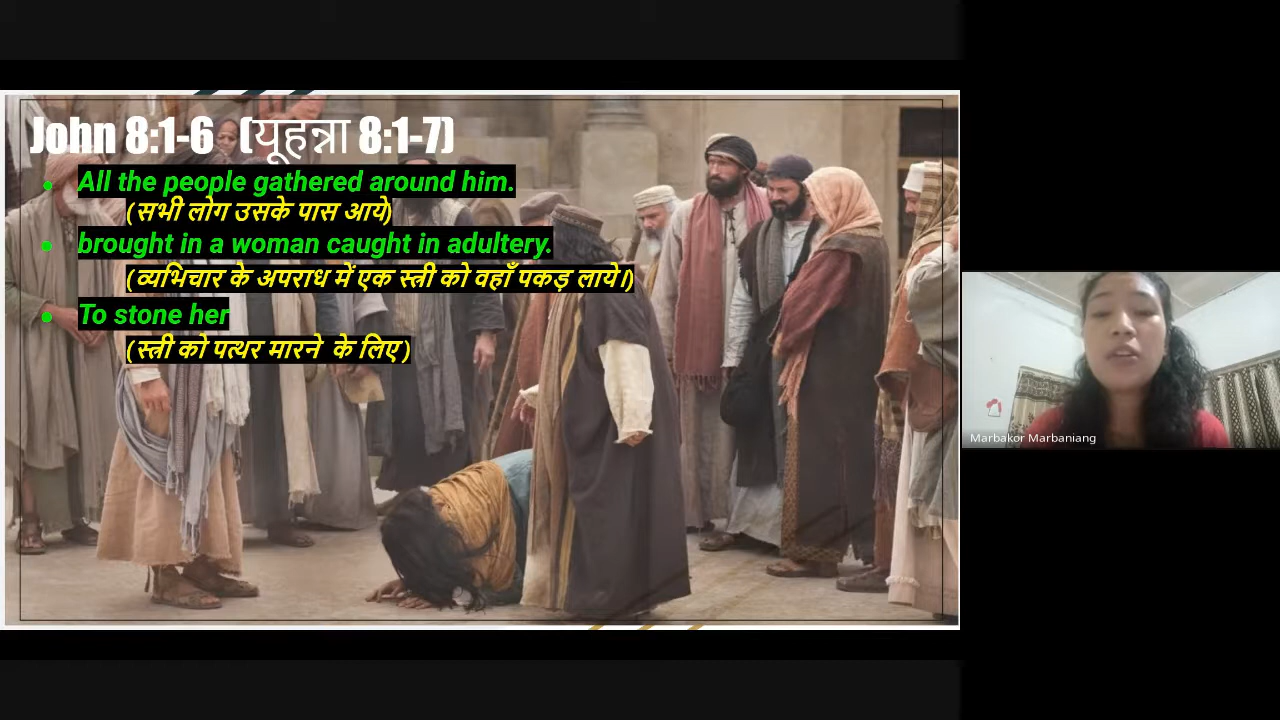 John 8:1-6 (यूहन्ना 8:1-7)
All the people gathered around him.
(सभी लोग उसके पास आये)
brought in a woman caught in adultery.
(व्यभिचार के अपराध में एक स्त्री को वहाँ पकड़ लाये।)
To stone her
(स्त्री को पत्थर मारने के लिए)
Marbakor Marbaniang